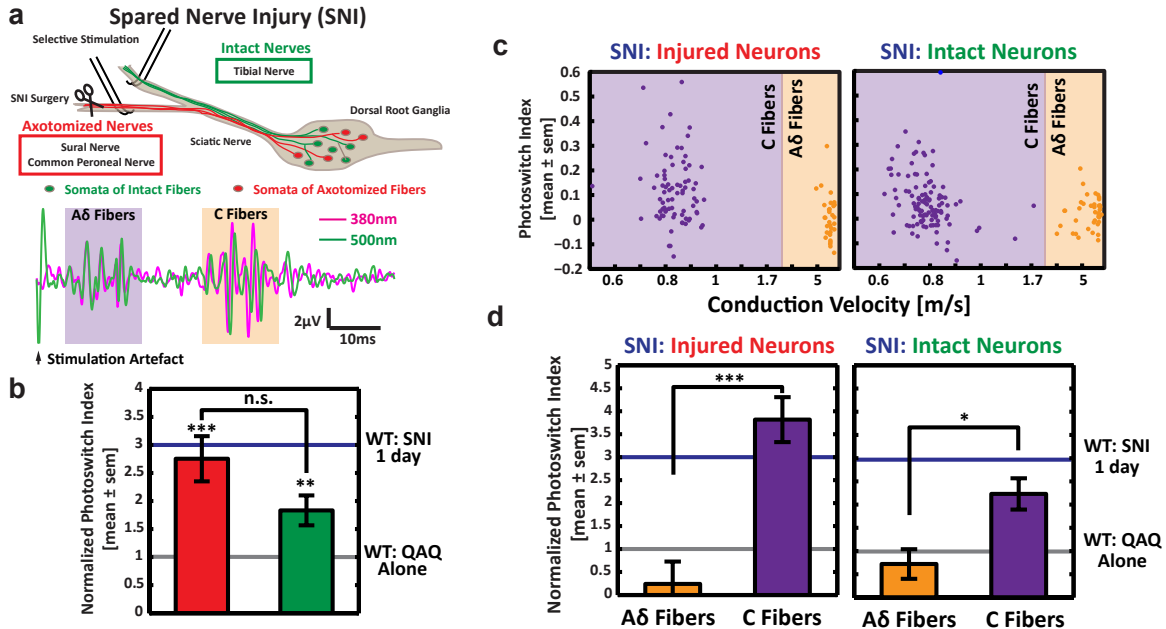 a
Spared Nerve Injury (SNI)
Selective Stimulation
Intact Nerves
Tibial Nerve
SNI Surgery
Dorsal Root Ganglia
Axotomized Nerves
Sural Nerve
Common Peroneal Nerve
Sciatic Nerve
Somata of Intact Fibers
Somata of Axotomized Fibers
Aδ Fibers
C Fibers
380nm
500nm
2μV
10ms
Stimulation Artefact
b
Normalized Photoswitch Index
[mean ± sem]
4
3.5
3
2.5
2
1.5
1
0.5
0
n.s.
***
**
WT: SNI
1 day
WT: QAQ
Alone
c
SNI: Injured Neurons
SNI: Intact Neurons
Photoswitch Index
[mean ± sem]
0.6
0.5
0.4
0.3
0.2
0.1
0
−0.1
−0.2
C Fibers
Aδ Fibers
C Fibers
Aδ Fibers
0.6 0.8 1 1.7 5
0.6 0.8 1 1.7 5
Conduction Velocity [m/s]
d
SNI: Injured Neurons
SNI: Intact Neurons
Normalized Photoswitch Index
[mean ± sem]
5
4.5
4
3.5
3
2.5
2
1.5
1
0.5
0
***
*
WT: SNI
1 day
WT: QAQ
Alone
Aδ Fibers C Fibers
Aδ Fibers C Fibers